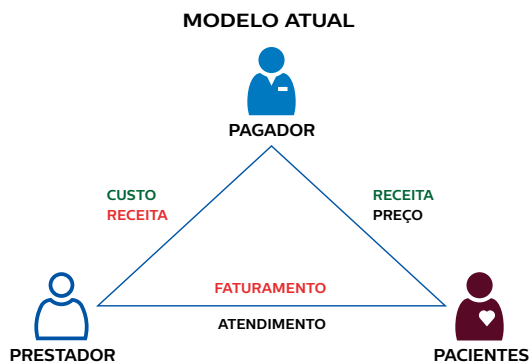 MODELO ATUAL
PAGADOR
CUSTO
RECEITA
RECEITA
PREÇO
FATURAMENTO
ATENDIMENTO
PRESTADOR
PACIENTES